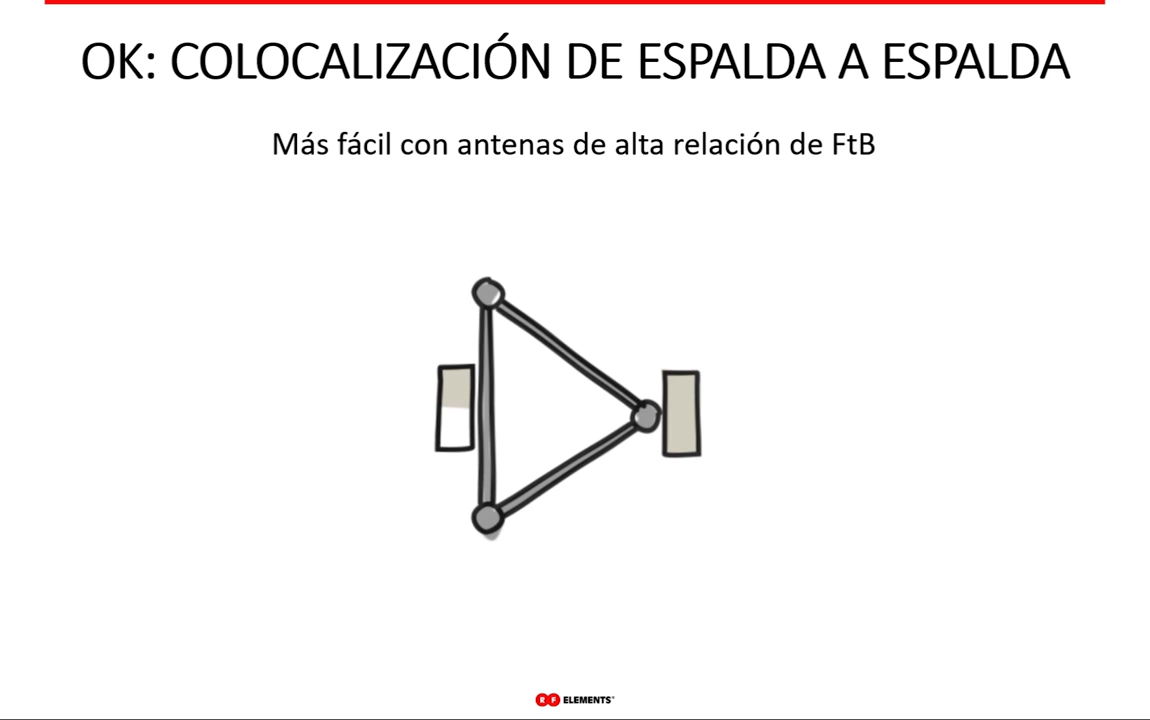 OK: COLOCALIZACIÓN DE ESPALDA A ESPALDA
Más fácil con antenas de alta relación de FtB
RF ELEMENTS